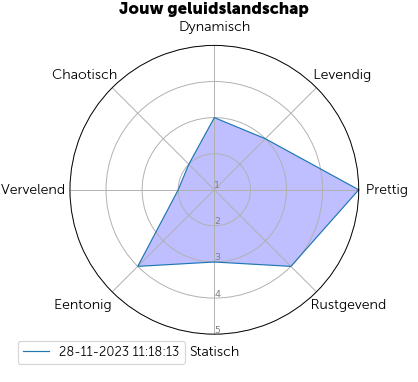 Jouw geluidslandschap
Dynamisch
Chaotisch
Levendig
Vervelend
1
Prettig
2
3
4
Eentonig
Rustgevend
5
28-11-2023 11:18:13
Statisch